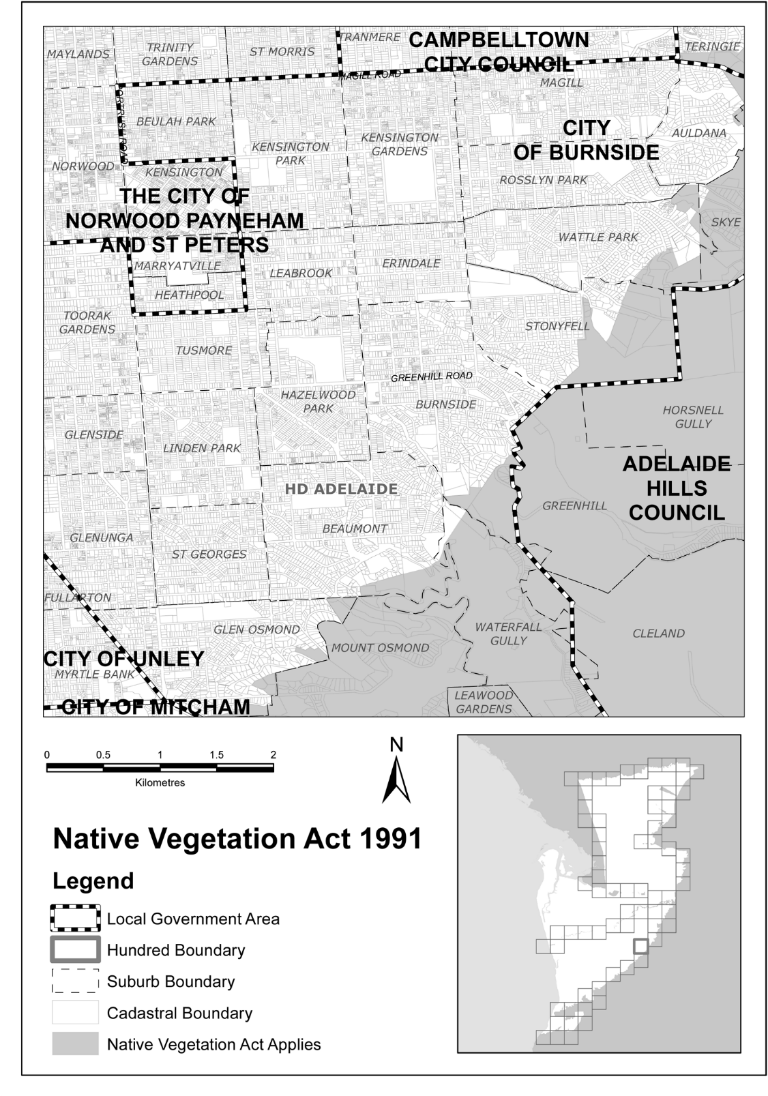 TRANMERE
CAMPBELLTOWN
CITY COUNCIL
MAYLANDS
TRINITY
GARDENS
ST MORRIS
TERINGIE
MAGILL ROAD
MAGILL
BEULAH PARK
KENSINGTON
PARK
KENSINGTON
GARDENS
CITY
OF BURNSIDE
AULDANA
NORWOOD
KENSINGTON
ROSSLYN PARK
THE CITY OF
NORWOOD PAYNEHAM
AND ST PETERS
SKYE
WATTLE PARK
MARRYATVILLE
LEABROOK
ERINDALE
HEATHPOOL
TOORAK
GARDENS
STONYFELL
TUSMORE
GREENHILL ROAD
HAZELWOOD
PARK
BURNSIDE
HORSNELL
GULLY
GLENSIDE
LINDEN PARK
ADELAIDE
HILLS
COUNCIL
HD ADELAIDE
GREENHILL
BEAUMONT
GLENUNGA
ST GEORGES
FULLARTON
GLEN OSMOND
WATERFALL
GULLY
CLELAND
MOUNT OSMOND
CITY OF UNLEY
MYRTLE BANK
LEAWOOD
GARDENS
CITY OF MITCHAM
0 0.5 1 1.5 2
Kilometres
N
Native Vegetation Act 1991
Legend
Local Government Area
Hundred Boundary
Suburb Boundary
Cadastral Boundary
Native Vegetation Act Applies